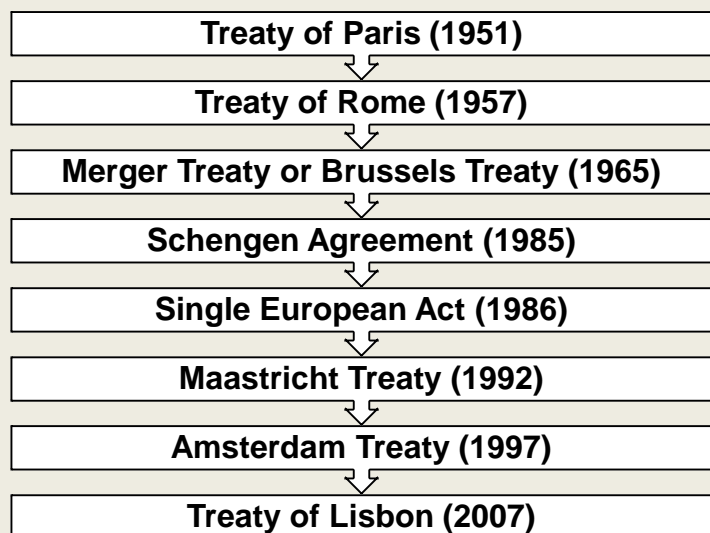 Treaty of Paris (1951)
Treaty of Rome (1957)
Merger Treaty or Brussels Treaty (1965)
Schengen Agreement (1985)
Single European Act (1986)
Maastricht Treaty (1992)
Amsterdam Treaty (1997)
Treaty of Lisbon (2007)